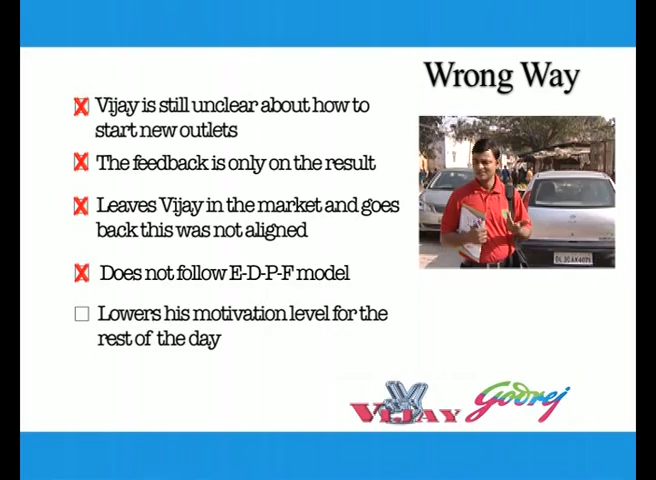 Wrong Way
Vijay is still unclear about how to
start new outlets
The feedback is only on the result
Leaves Vijay in the market and goes
back this was not aligned
Does not follow E-D-P-F model
Lowers his motivation level for the
rest of the day
VIJAY
Godrej